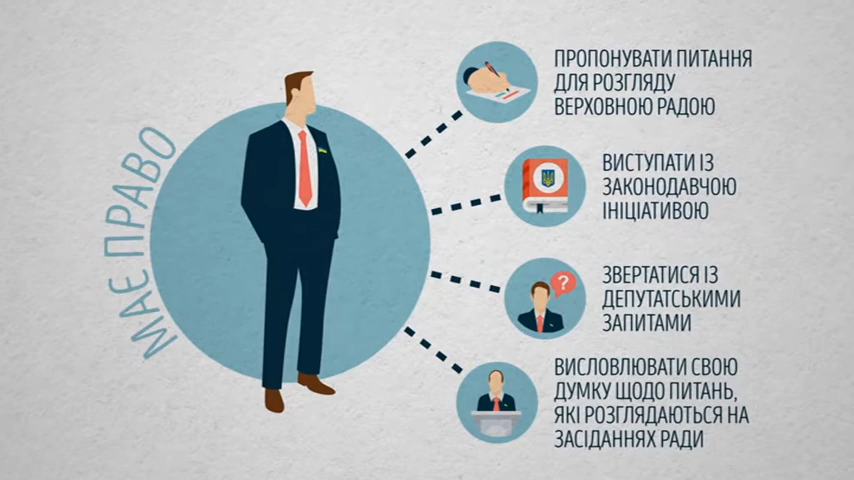 МАЄ ПРАВО
ПРОПОНУВАТИ ПИТАННЯ
ДЛЯ РОЗГЛЯДУ
ВЕРХОВНОЮ РАДОЮ
ВИСТУПАТИ ІЗ
ЗАКОНОДАВЧОЮ
ІНІЦІАТИВОЮ
?
ЗВЕРТАТИСЯ ІЗ
ДЕПУТАТСЬКИМИ
ЗАПИТАМИ
ВИСЛОВЛЮВАТИ СВОЮ
ДУМКУ ЩОДО ПИТАНЬ,
ЯКІ РОЗГЛЯДАЮТЬСЯ НА
ЗАСІДАННЯХ РАДИ